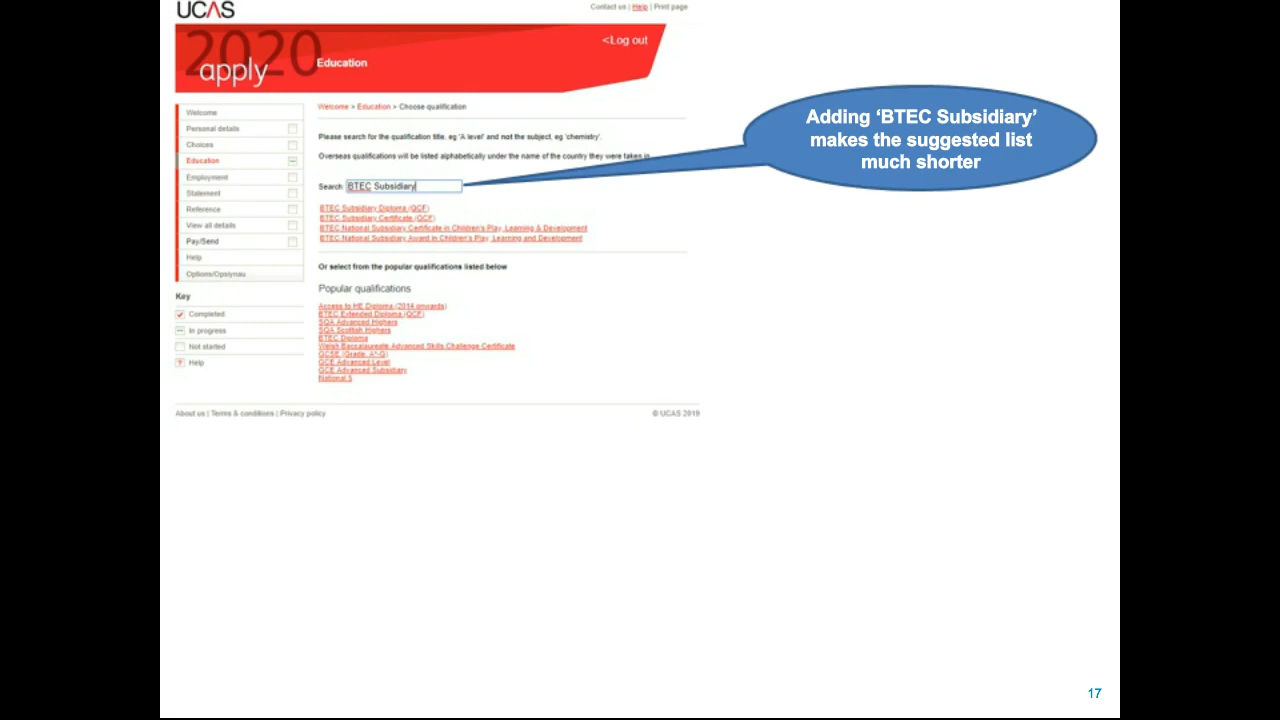 UCAS
Contact us | Help | Print page
2020
apply
<Log out
Education
Welcome > Education > Choose qualification
Welcome
Personal details
Choices
Education
Employment
Statement
Reference
View all details
Pay/Send
Help
Options/Opsiynau
Key
Completed
In progress
Not started
? Help
Please search for the qualification title, eg 'A level' and not the subject, eg 'chemistry'.
Overseas qualifications will be listed alphabetically under the name of the country they were taken in.
Search: BTEC Subsidiary
BTEC Subsidiary Diploma (QCF)
BTEC Subsidiary Certificate (QCF)
BTEC National Subsidiary Certificate in Children's Play, Learning & Development
BTEC National Subsidiary Award in Children's Play, Learning and Development
Or select from the popular qualifications listed below
Popular qualifications
Access to HE Diploma (2014 onwards)
BTEC Extended Diploma (QCF)
SQA Advanced Highers
SQA Scottish Highers
BTEC Diploma
Welsh Baccalaureate Advanced Skills Challenge Certificate
GCSE (Grade: A*-G)
GCE Advanced Level
GCE Advanced Subsidiary
National 5
About us | Terms & conditions | Privacy policy
© UCAS 2019
Adding ‘BTEC Subsidiary’
makes the suggested list
much shorter
17